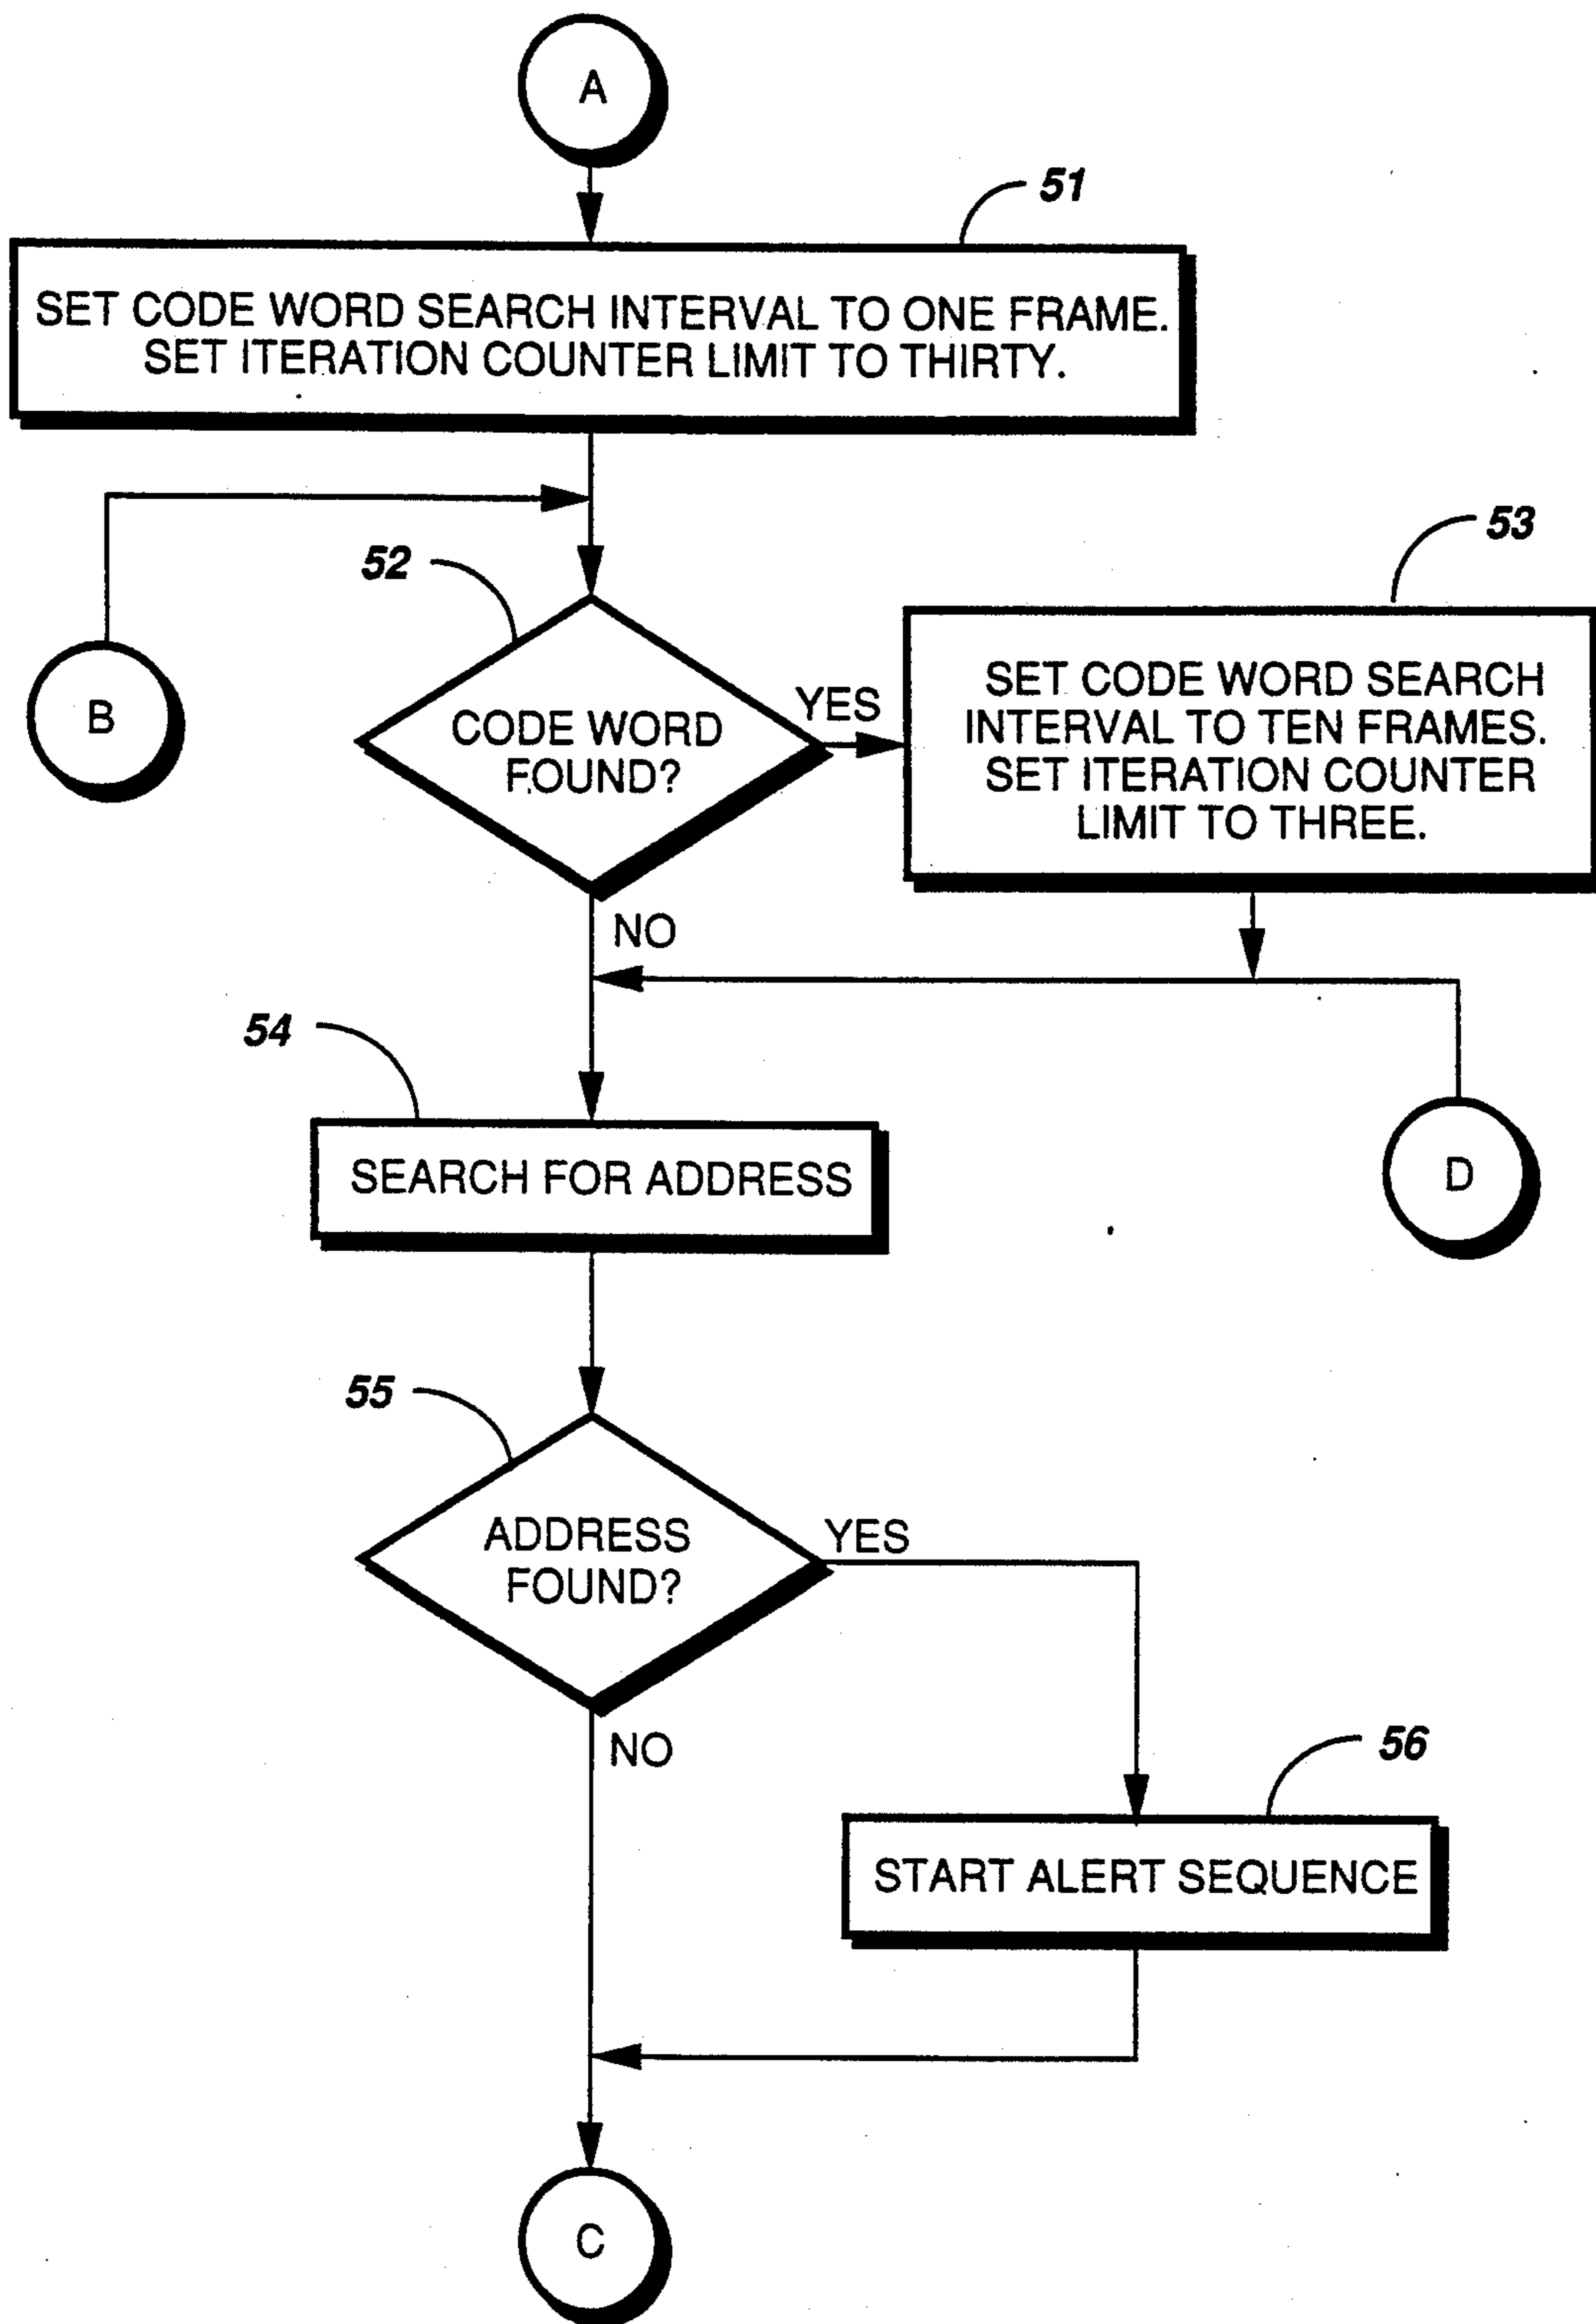 A
51
SET CODE WORD SEARCH INTERVAL TO ONE FRAME.
SET ITERATION COUNTER LIMIT TO THIRTY.
52
53
B
CODE WORD
FOUND?
YES
SET CODE WORD SEARCH
INTERVAL TO TEN FRAMES.
SET ITERATION COUNTER
LIMIT TO THREE.
NO
54
SEARCH FOR ADDRESS
D
55
ADDRESS
FOUND?
YES
NO
56
START ALERT SEQUENCE
C